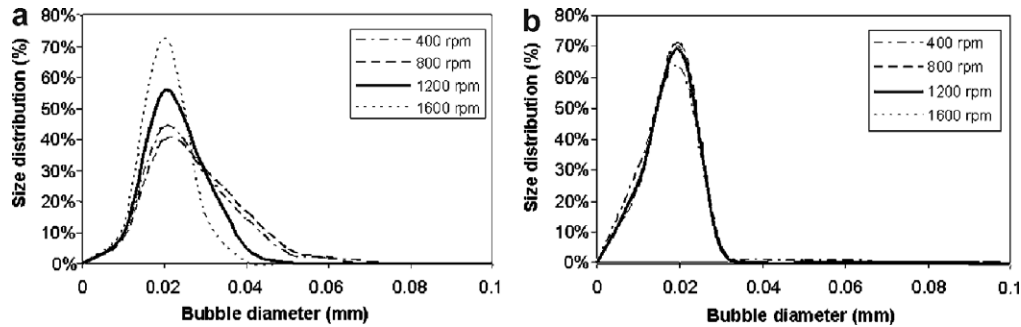 a
80%
70%
60%
50%
40%
30%
20%
10%
0%
Size distribution (%)
400 rpm
800 rpm
1200 rpm
1600 rpm
0
0.02
0.04
0.06
0.08
0.1
Bubble diameter (mm)
b
80%
70%
60%
50%
40%
30%
20%
10%
0%
Size distribution (%)
400 rpm
800 rpm
1200 rpm
1600 rpm
0
0.02
0.04
0.06
0.08
0.1
Bubble diameter (mm)